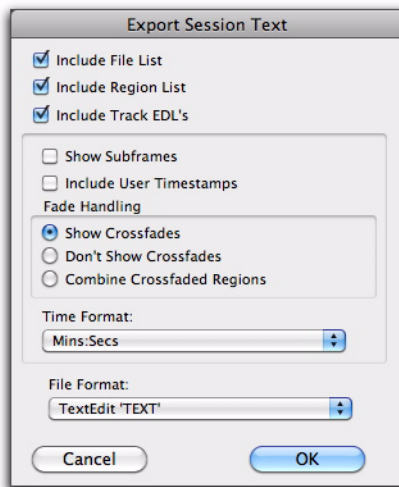 Export Session Text
Include File List
Include Region List
Include Track EDL's
Show Subframes
Include User Timestamps
Fade Handling
Show Crossfades
Don't Show Crossfades
Combine Crossfaded Regions
Time Format:
Mins:Secs
File Format:
TextEdit 'TEXT'
Cancel
OK